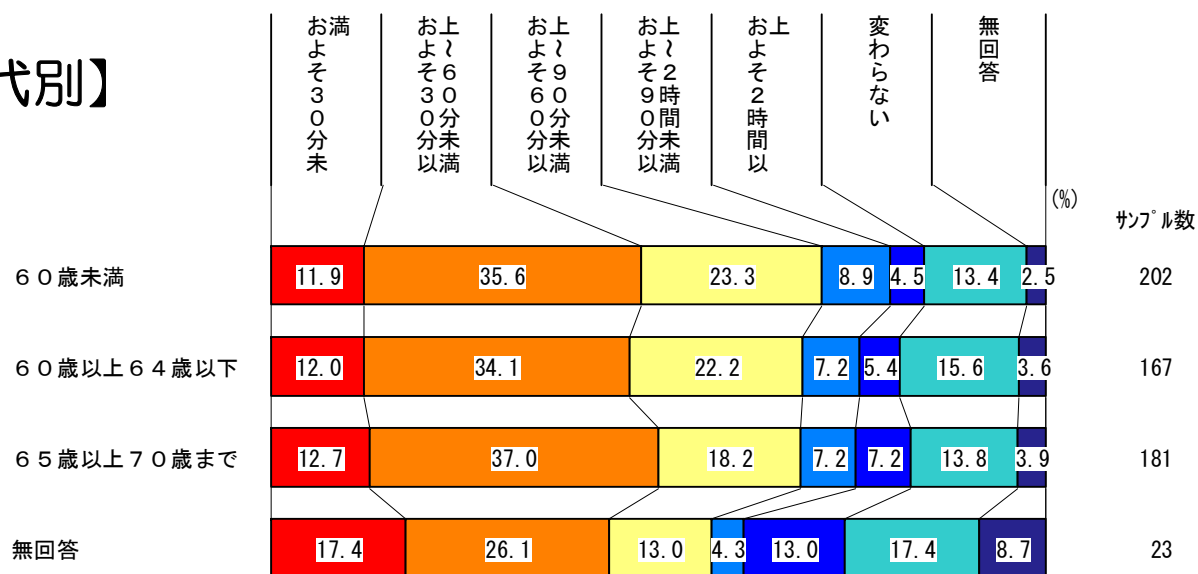 別】
およそ３０分未
満
およそ３０分以
上～６０分未満
およそ６０分以
上～９０分未満
およそ９０分以
上～２時間未満
およそ２時間以
上
変わらない
無回答
(%)
ｻﾝﾌﾟﾙ数
６０歳未満 11.9 35.6 23.3 8.9 4.5 13.4 2.5 202
６０歳以上６４歳以下 12.0 34.1 22.2 7.2 5.4 15.6 3.6 167
６５歳以上７０歳まで 12.7 37.0 18.2 7.2 7.2 13.8 3.9 181
無回答 17.4 26.1 13.0 4.3 13.0 17.4 8.7 23